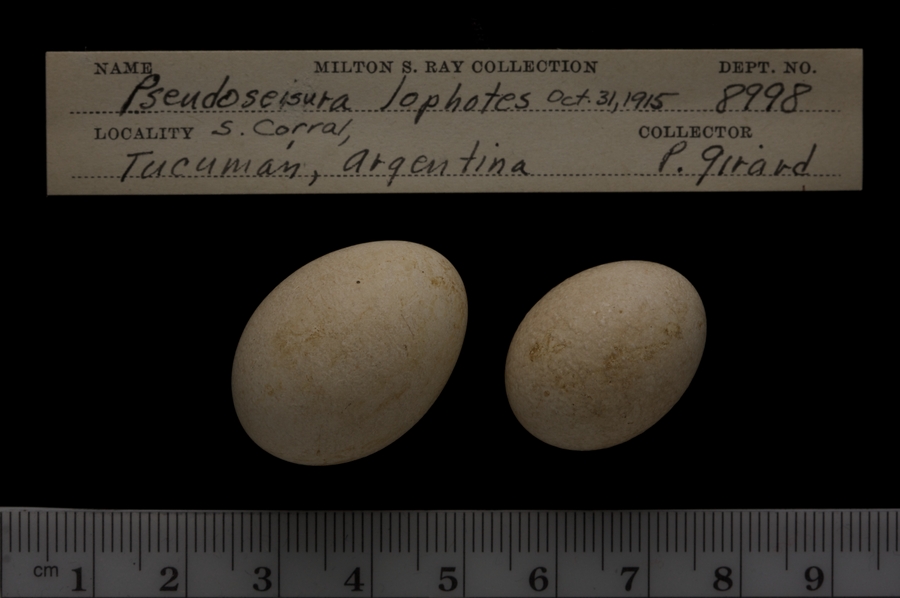 NAME MILTON S. RAY COLLECTION DEPT. NO.
Pseudoseisura lophotes Oct. 31, 1915 8998
LOCALITY S. Corral, COLLECTOR
Tucuman, Argentina P. Girard
cm 1 2 3 4 5 6 7 8 9